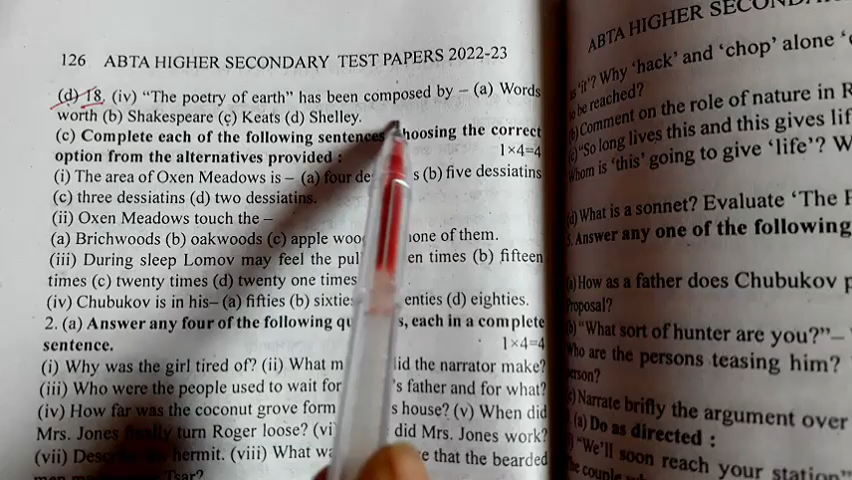 126 ABTA HIGHER SECONDARY TEST PAPERS 2022-23
(d) 18. (iv) “The poetry of earth” has been composed by – (a) Words
worth (b) Shakespeare (c) Keats (d) Shelley.
(c) Complete each of the following sentences choosing the correct
option from the alternatives provided : 1×4=4
(i) The area of Oxen Meadows is – (a) four de s (b) five dessiatins
(c) three dessiatins (d) two dessiatins.
(ii) Oxen Meadows touch the –
(a) Brichwoods (b) oakwoods (c) apple woo none of them.
(iii) During sleep Lomov may feel the pul en times (b) fifteen
times (c) twenty times (d) twenty one times
(iv) Chubukov is in his– (a) fifties (b) sixties enties (d) eighties.
2. (a) Answer any four of the following qu s, each in a complete
sentence. 1×4=4
(i) Why was the girl tired of? (ii) What m did the narrator make?
(iii) Who were the people used to wait for 's father and for what?
(iv) How far was the coconut grove form s house? (v) When did
Mrs. Jones finally turn Roger loose? (vi did Mrs. Jones work?
(vii) Describe the hermit. (viii) What wa e that the bearded
Tsar?
ABTA HIGHER
as 'it'? Why ‘hack’ and ‘chop’ alone
be reached?
(b) Comment on the role of nature in
(c) “So long lives this and this gives
Whom is ‘this’ going to give ‘life’?
(d) What is a sonnet? Evaluate ‘The
Answer any one of the following
(a) How as a father does Chubukov
Proposal?
(b) “What sort of hunter are you?”–
Who are the persons teasing him?
person?
(c) Narrate brifly the argument over
(a) Do as directed :
“We'll soon reach your station”
the couple